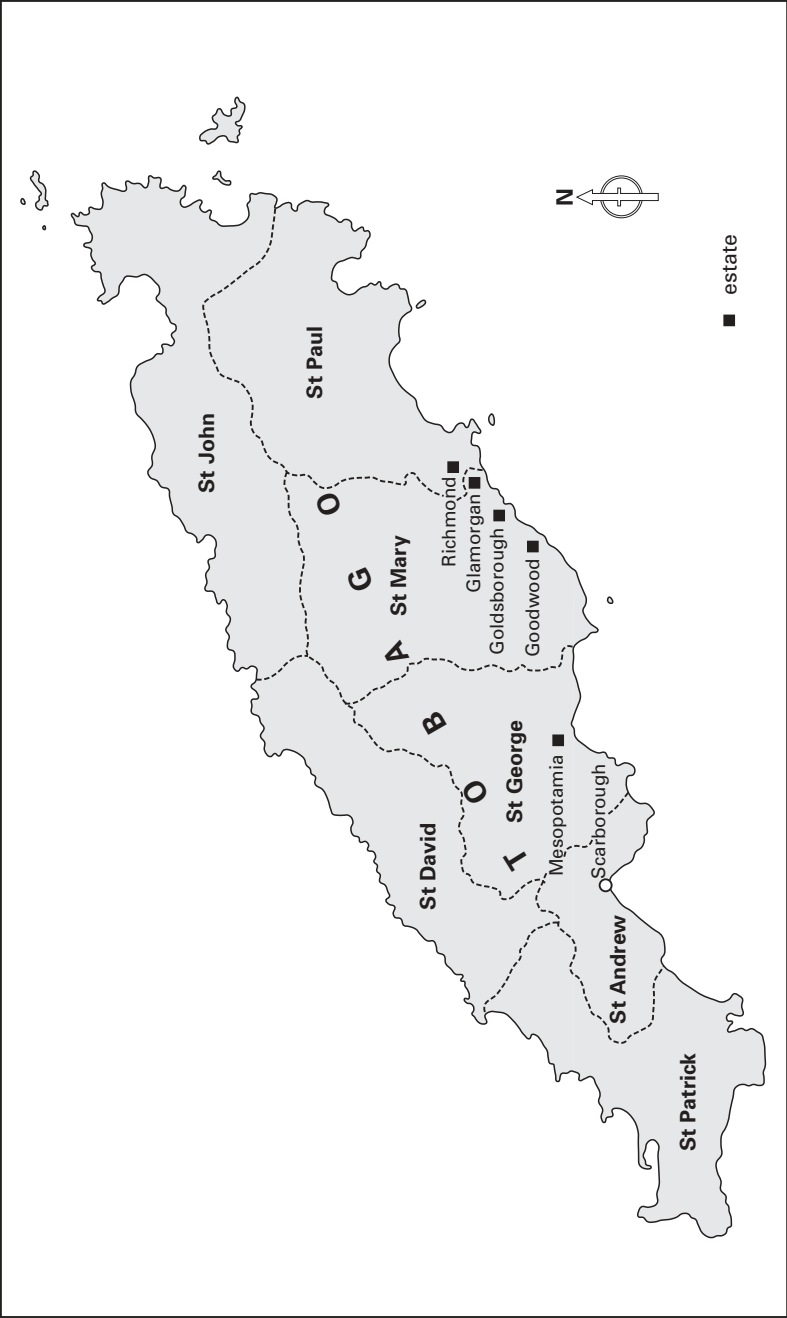 St John
St Paul
TOBAGO
St Mary
Richmond
Glamorgan
Goldsborough
Goodwood
St David
St George
Mesopotamia
Scarborough
St Andrew
St Patrick
N
estate